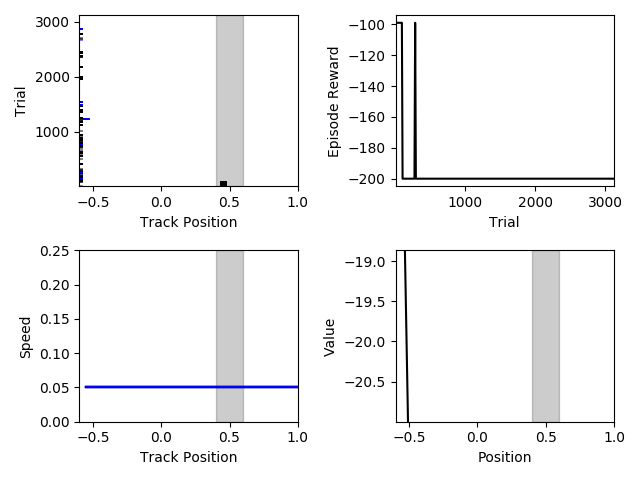 3000
2000
1000
Trial
−0.5 0.0 0.5 1.0
Track Position
−100
−120
−140
−160
−180
−200
Episode Reward
1000 2000 3000
Trial
0.25
0.20
0.15
0.10
0.05
0.00
Speed
−0.5 0.0 0.5 1.0
Track Position
−19.0
−19.5
−20.0
−20.5
Value
−0.5 0.0 0.5 1.0
Position